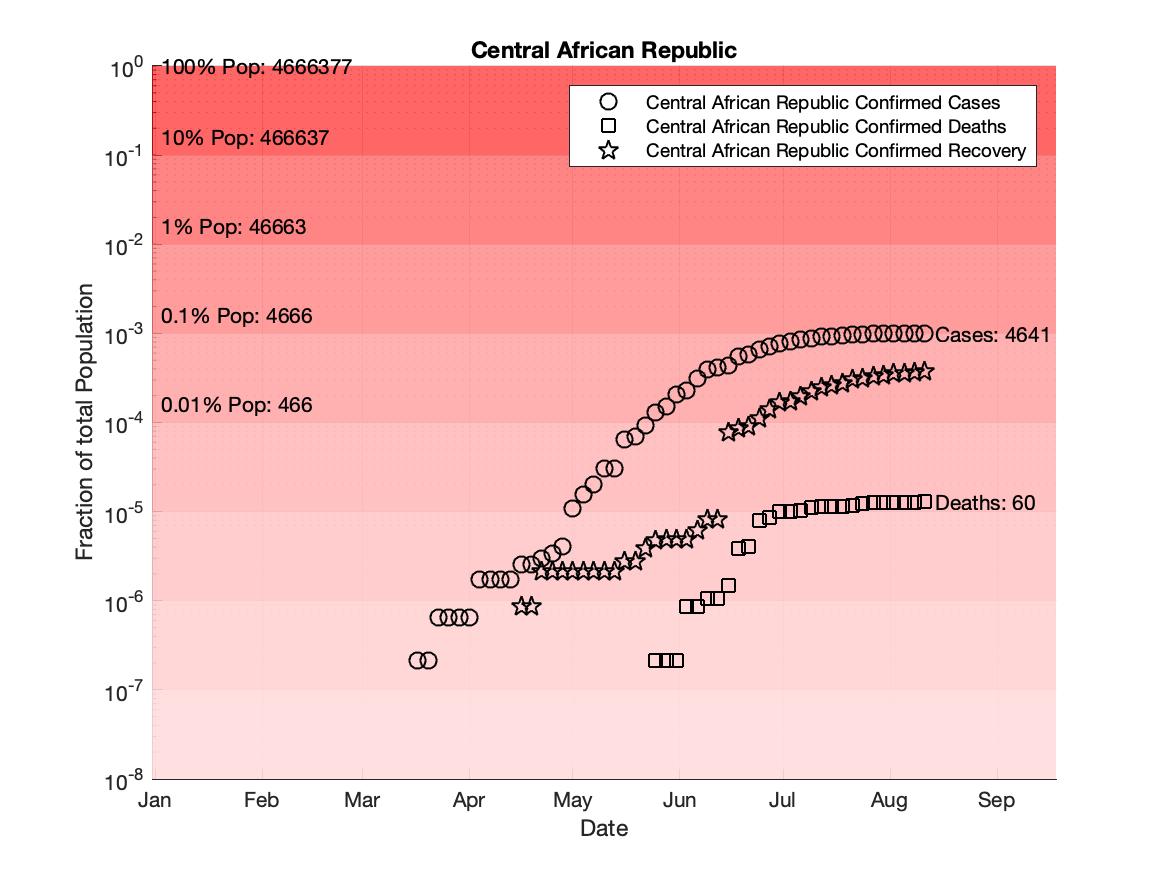 Central African Republic
10^0
100% Pop: 4666377
Central African Republic Confirmed Cases
Central African Republic Confirmed Deaths
Central African Republic Confirmed Recovery
10% Pop: 466637
10^-1
1% Pop: 46663
10^-2
0.1% Pop: 4666
10^-3
Cases: 4641
0.01% Pop: 466
10^-4
10^-5
Deaths: 60
10^-6
10^-7
10^-8
Fraction of total Population
Jan Feb Mar Apr May Jun Jul Aug Sep
Date